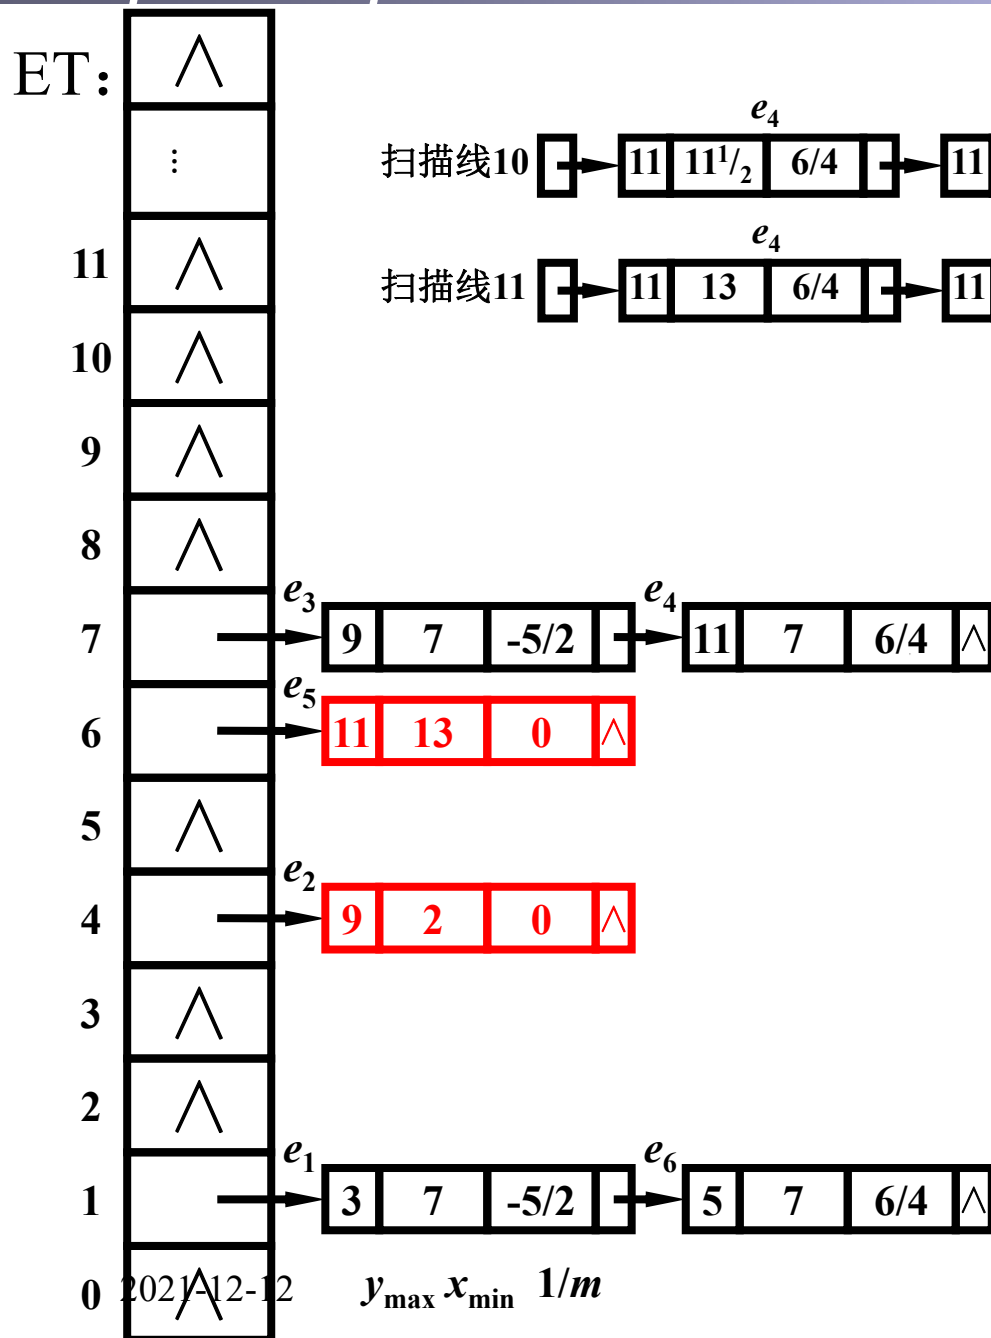 ET：
∧
⋮
e4
扫描线10 11 11 1/2 6/4 11
e4
扫描线11 11 13 6/4 11
11 ∧
10 ∧
9 ∧
8 ∧
e3 e4
7 9 7 -5/2 11 7 6/4 ∧
e5
6 11 13 0 ∧
5 ∧
e2
4 9 2 0 ∧
3 ∧
2 ∧
e1 e6
1 3 7 -5/2 5 7 6/4 ∧
0 ∧
2021-12-12
ymax xmin 1/m